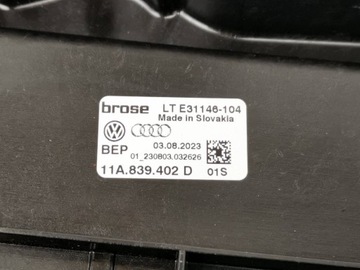 brose LT E31146-104
Made in Slovakia
BEP 03.08.2023
01_230803.032626
11A.839.402 D 01S